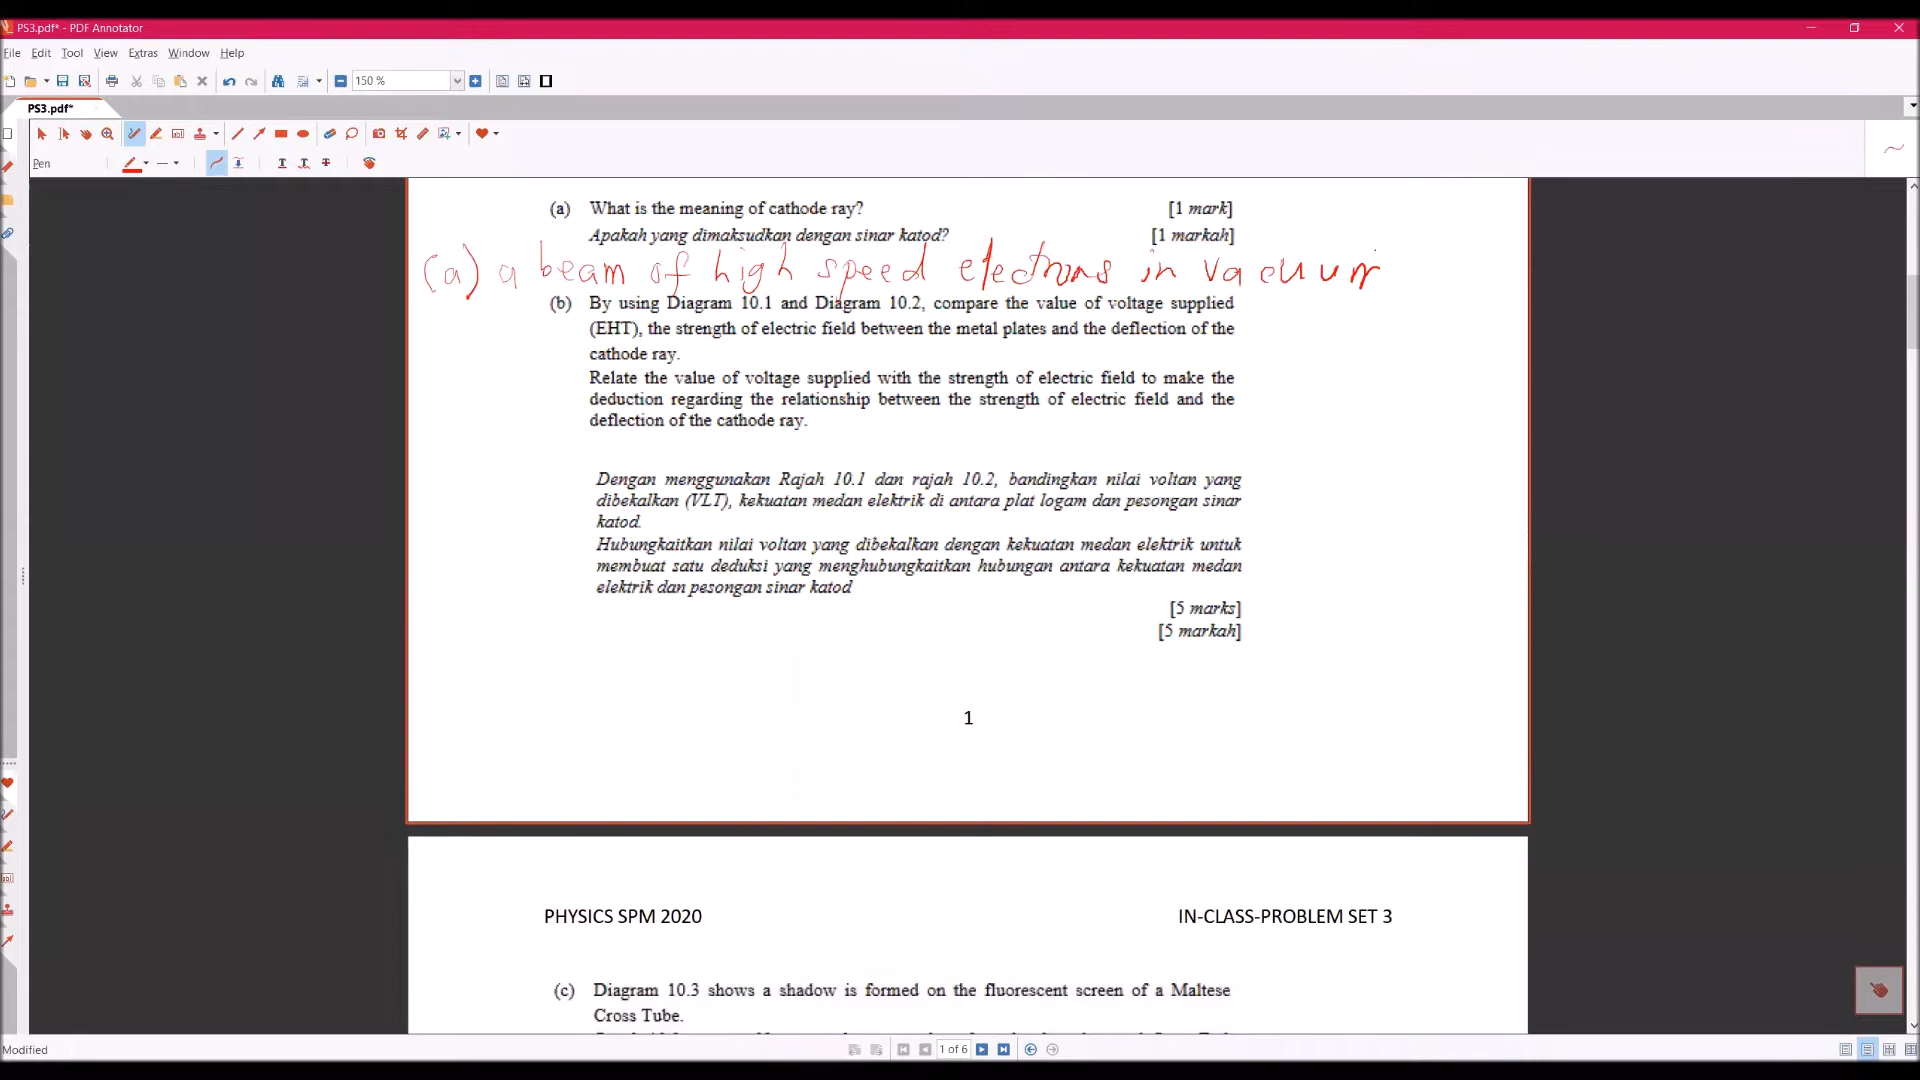 PS3.pdf* - PDF Annotator
File Edit Tool View Extras Window Help
150 %
PS3.pdf*
Pen
(a) What is the meaning of cathode ray? [1 mark]
Apakah yang dimaksudkan dengan sinar katod? [1 markah]
(a) a beam of high speed electrons in vacuum
(b) By using Diagram 10.1 and Diagram 10.2, compare the value of voltage supplied
(EHT), the strength of electric field between the metal plates and the deflection of the
cathode ray.
Relate the value of voltage supplied with the strength of electric field to make the
deduction regarding the relationship between the strength of electric field and the
deflection of the cathode ray.
Dengan menggunakan Rajah 10.1 dan rajah 10.2, bandingkan nilai voltan yang
dibekalkan (VLT), kekuatan medan elektrik di antara plat logam dan pesongan sinar
katod.
Hubungkaitkan nilai voltan yang dibekalkan dengan kekuatan medan elektrik untuk
membuat satu deduksi yang menghubungkaitkan hubungan antara kekuatan medan
elektrik dan pesongan sinar katod
[5 marks]
[5 markah]
1
PHYSICS SPM 2020 IN-CLASS-PROBLEM SET 3
(c) Diagram 10.3 shows a shadow is formed on the fluorescent screen of a Maltese
Cross Tube.
Modified
1 of 6